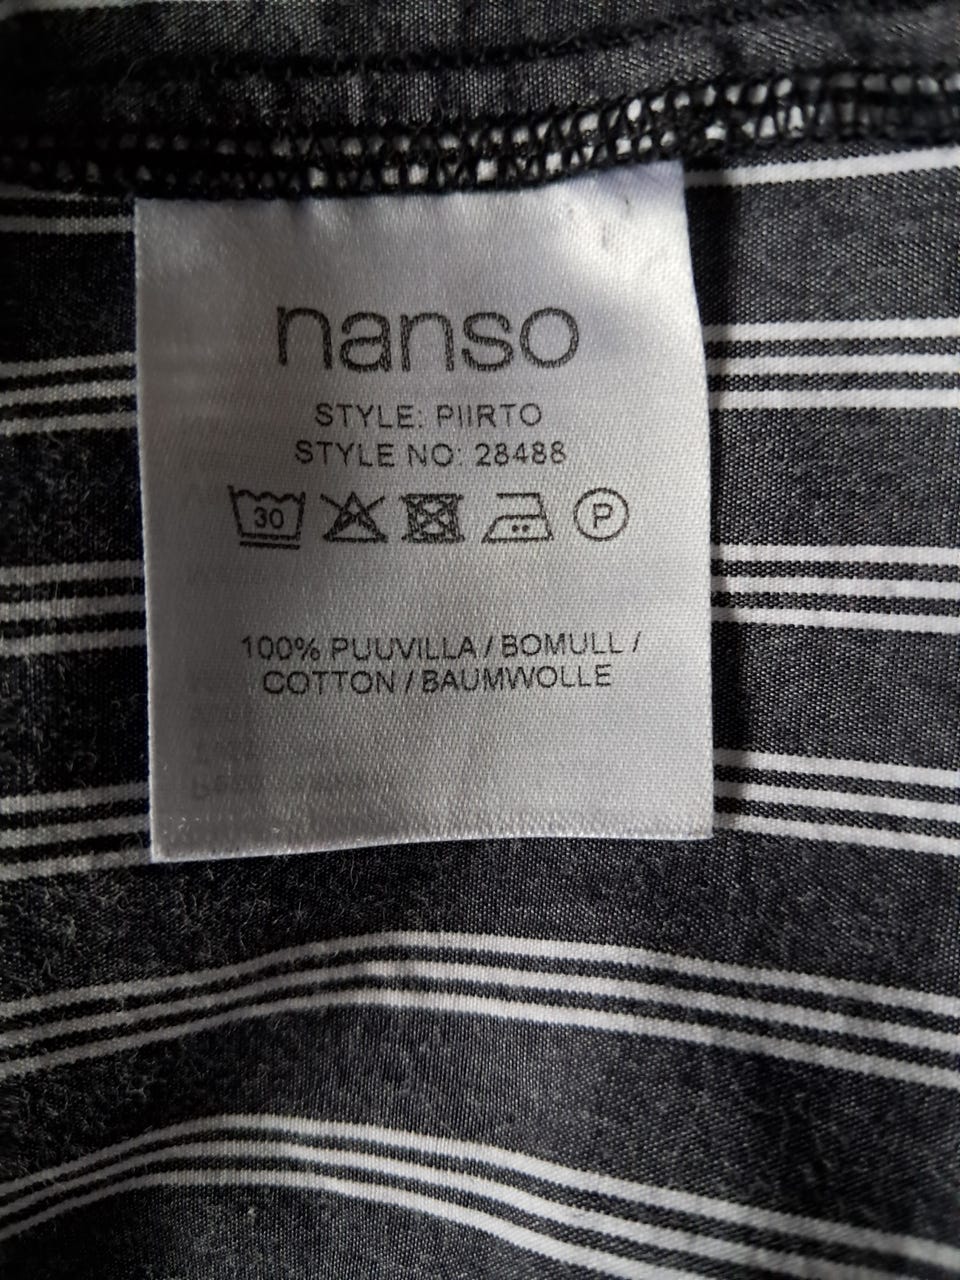 nanso
STYLE: PIIRTO
STYLE NO: 28488
30 P
100% PUUVILLA / BOMULL /
COTTON / BAUMWOLLE